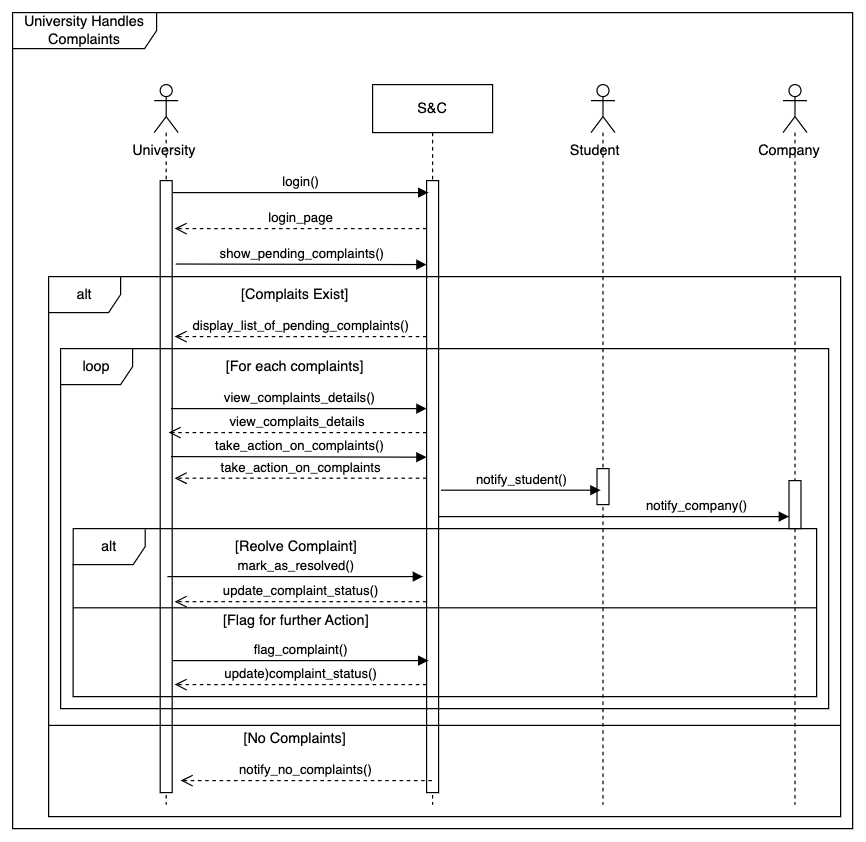 University Handles
Complaints
S&C
University
Student
Company
login()
login_page
show_pending_complaints()
alt
[Complaits Exist]
display_list_of_pending_complaints()
loop
[For each complaints]
view_complaints_details()
view_complaits_details
take_action_on_complaints()
take_action_on_complaints
notify_student()
notify_company()
alt
[Reolve Complaint]
mark_as_resolved()
update_complaint_status()
[Flag for further Action]
flag_complaint()
update)complaint_status()
[No Complaints]
notify_no_complaints()